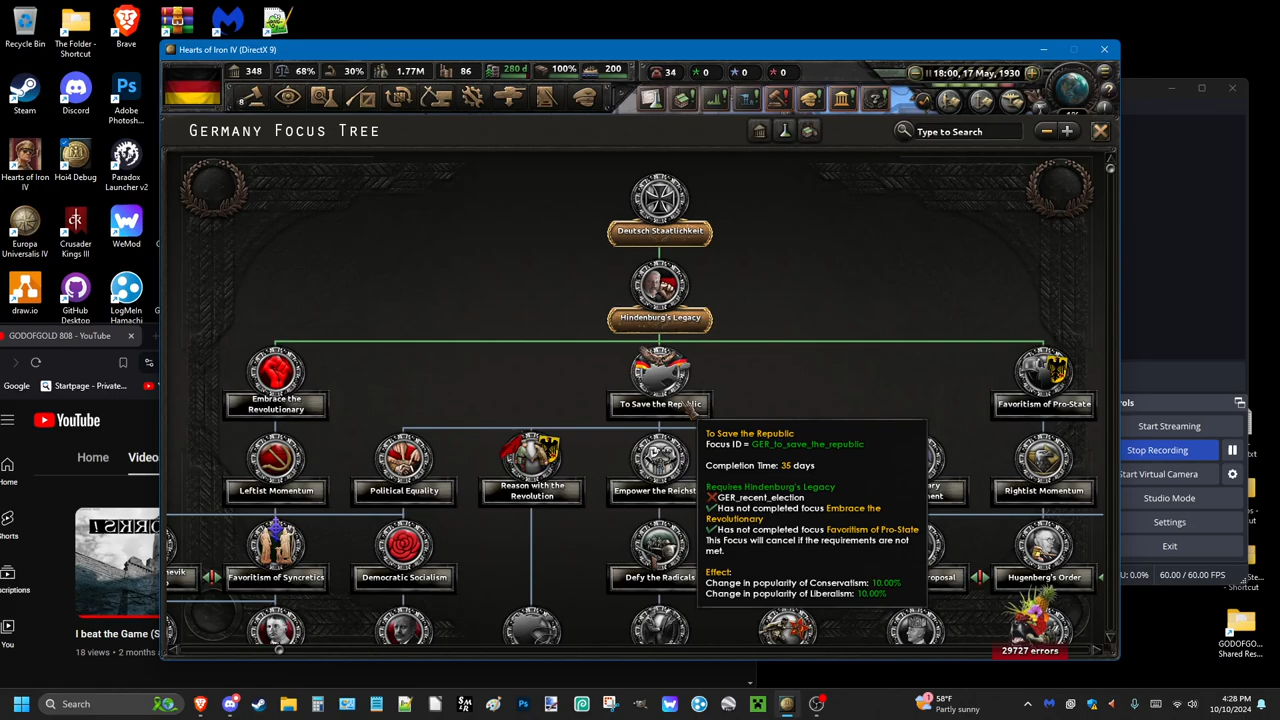 Recycle Bin
The Folder -
Shortcut
Brave
Steam
Discord
Adobe
Photosh...
Hearts of
Iron IV
Hoi4 Debug
Paradox
Launcher v2
Europa
Universalis IV
Crusader
Kings III
WeMod
draw.io
GitHub
Desktop
LogMeIn
Hamachi
GODOFGOLD 808 - YouTube
Google
Startpage - Private...
YouTube
Home
Videos
I beat the Game (S
18 views • 2 months a
Hearts of Iron IV (DirectX 9)
348
68%
30%
1.77M
86
280 d
100%
200
34
0
0
0
18:00, 17 May, 1930
8
Germany Focus Tree
Type to Search
Deutsch Staatlichkeit
Hindenburg's Legacy
Embrace the
Revolutionary
To Save the Republic
Favoritism of Pro-State
Leftist Momentum
Political Equality
Reason with the
Revolution
Empower the Reichst
Rightist Momentum
Favoritism of Syncretics
Democratic Socialism
Defy the Radicals
oposal
Hugenberg's Order
To Save the Republic
Focus ID = GER_to_save_the_republic
Completion Time: 35 days
Requires Hindenburg's Legacy
GER_recent_election
Has not completed focus Embrace the
Revolutionary
Has not completed focus Favoritism of Pro-State
This Focus will cancel if the requirements are not
met.
Effect:
Change in popularity of Conservatism: 10.00%
Change in popularity of Liberalism: 10.00%
29727 errors
Start Streaming
Stop Recording
Start Virtual Camera
Studio Mode
Settings
Exit
60.00 / 60.00 FPS
GODOFGOL...
Shared Res...
Search
58°F
Partly sunny
4:28 PM
10/10/2024